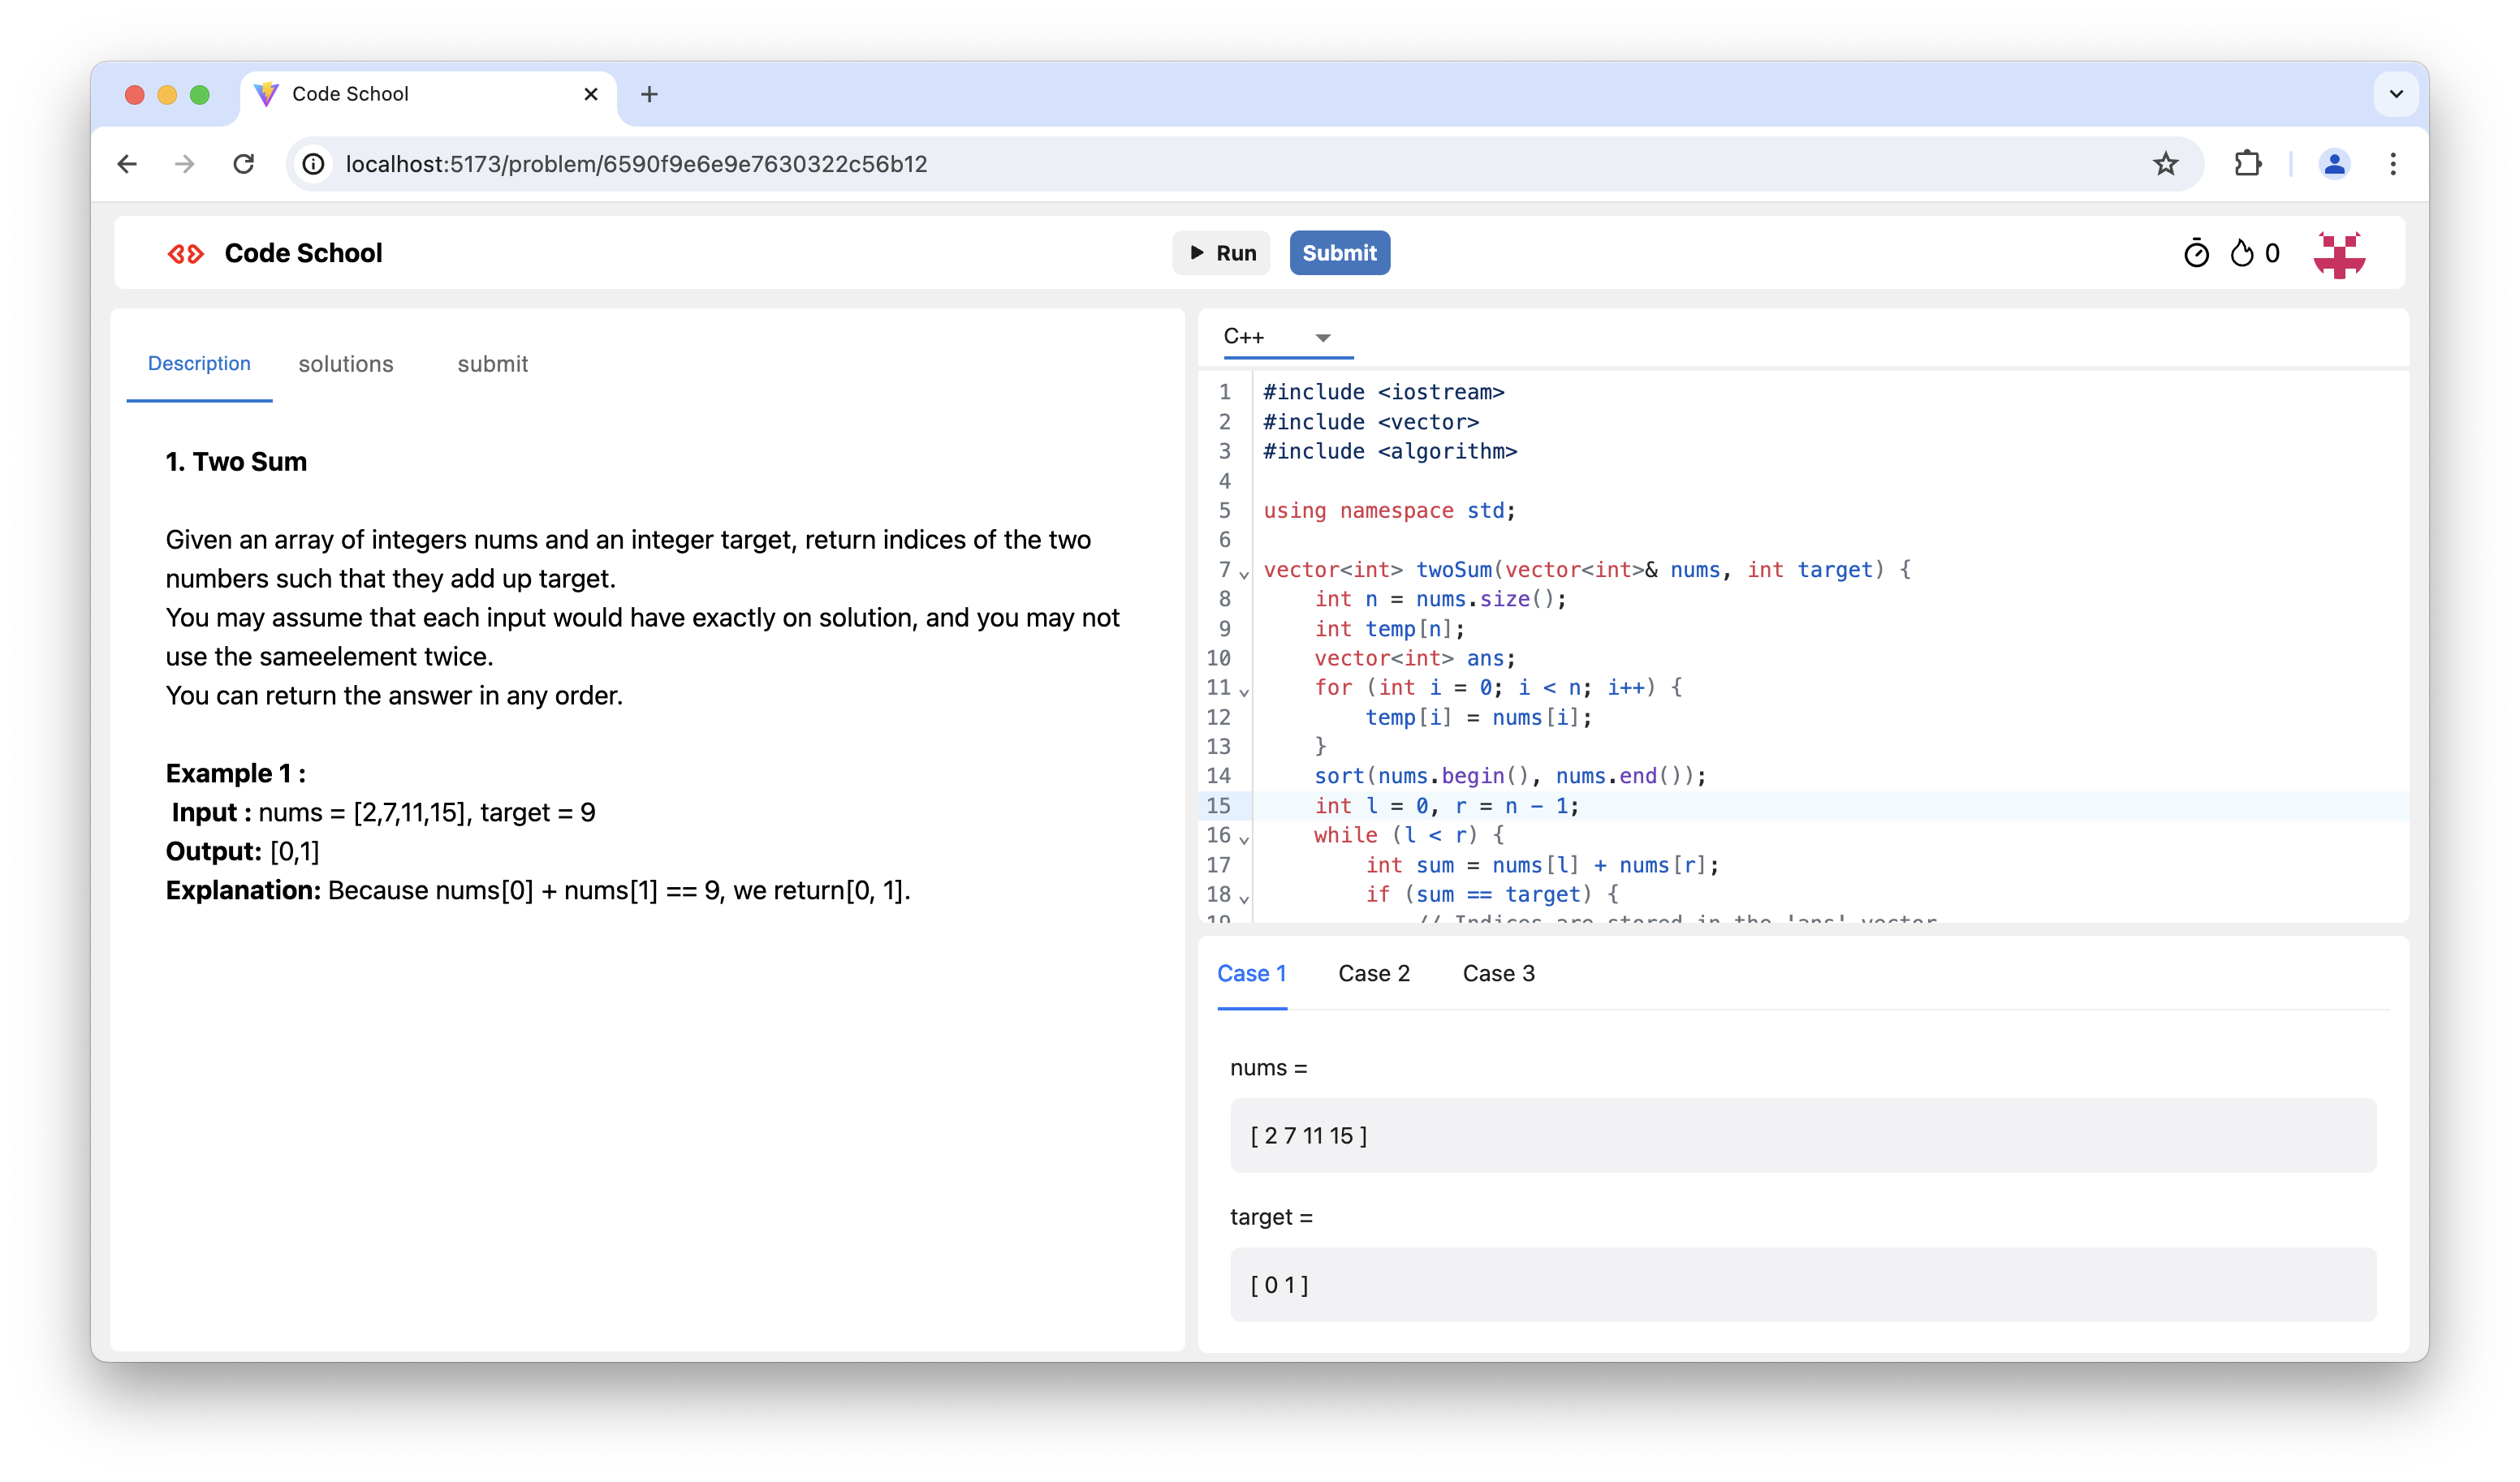 Code School
localhost:5173/problem/6590f9e6e9e7630322c56b12
Code School
Run
Submit
0
Description
solutions
submit
1. Two Sum
Given an array of integers nums and an integer target, return indices of the two
numbers such that they add up target.
You may assume that each input would have exactly on solution, and you may not
use the sameelement twice.
You can return the answer in any order.
Example 1 :
Input : nums = [2,7,11,15], target = 9
Output: [0,1]
Explanation: Because nums[0] + nums[1] == 9, we return[0, 1].
C++
1 #include <iostream>
2 #include <vector>
3 #include <algorithm>
4
5 using namespace std;
6
7 vector<int> twoSum(vector<int>& nums, int target) {
8     int n = nums.size();
9     int temp[n];
10     vector<int> ans;
11     for (int i = 0; i < n; i++) {
12         temp[i] = nums[i];
13     }
14     sort(nums.begin(), nums.end());
15     int l = 0, r = n - 1;
16     while (l < r) {
17         int sum = nums[l] + nums[r];
18         if (sum == target) {
19             // Indices are stored in the 'ans' vector
Case 1
Case 2
Case 3
nums =
[ 2 7 11 15 ]
target =
[ 0 1 ]